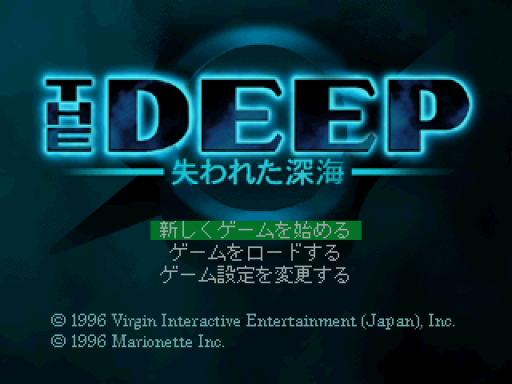 THE DEEP
失われた深海
新しくゲームを始める
ゲームをロードする
ゲーム設定を変更する
© 1996 Virgin Interactive Entertainment (Japan), Inc.
© 1996 Marionette Inc.